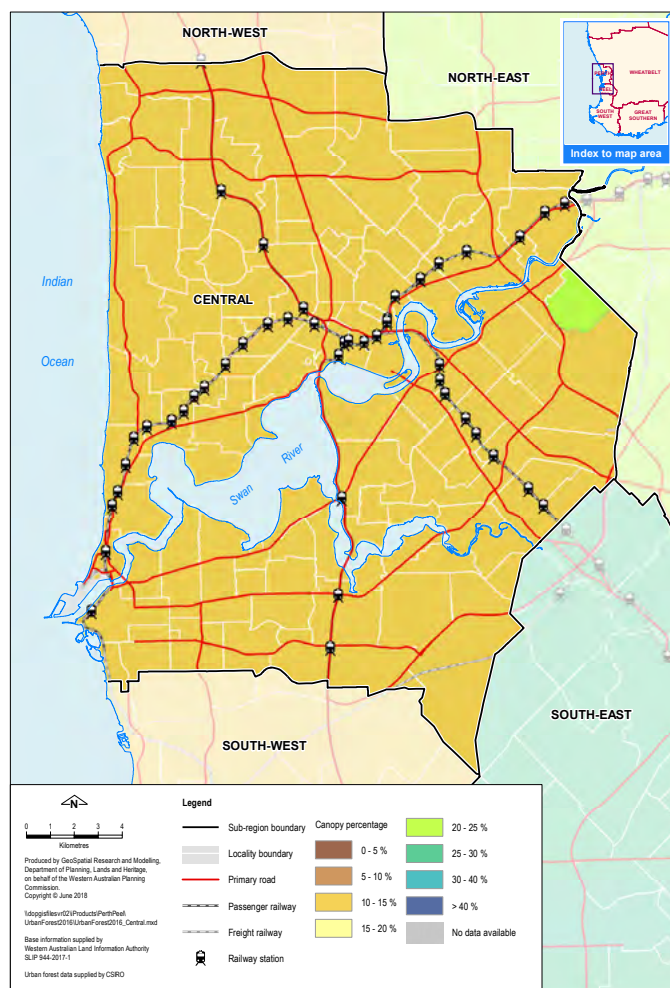 NORTH-WEST
NORTH-EAST
PERTH
WHEATBELT
PEEL
SOUTH
WEST
GREAT
SOUTHERN
Index to map area
Indian
Ocean
CENTRAL
Swan
River
SOUTH-EAST
SOUTH-WEST
N
0 1 2 3 4
Kilometres
Produced by GeoSpatial Research and Modelling,
Department of Planning, Lands and Heritage,
on behalf of the Western Australian Planning
Commission.
Copyright © June 2018
\\dopgisfilesvr02\IProducts\PerthPeel\
UrbanForest2016\UrbanForest2016_Central.mxd
Base information supplied by
Western Australian Land Information Authority
SLIP 944-2017-1
Urban forest data supplied by CSIRO
Legend
Sub-region boundary
Locality boundary
Primary road
Passenger railway
Freight railway
Railway station
Canopy percentage
0 - 5 %
5 - 10 %
10 - 15 %
15 - 20 %
20 - 25 %
25 - 30 %
30 - 40 %
> 40 %
No data available